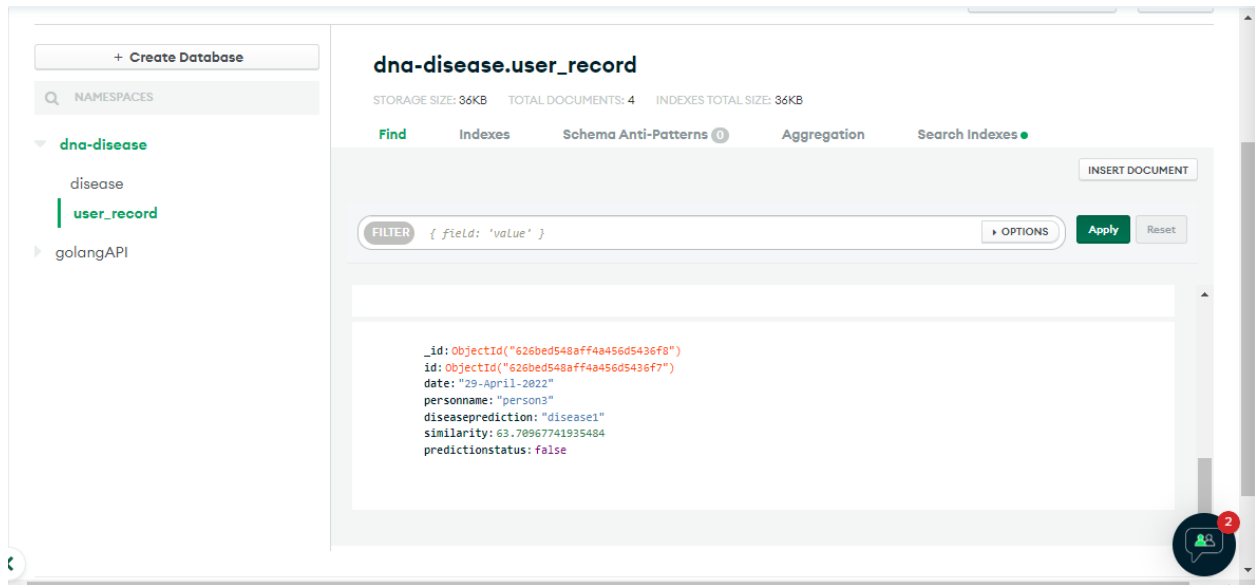 + Create Database
NAMESPACES
dna-disease
disease
user_record
golangAPI
dna-disease.user_record
STORAGE SIZE: 36KB TOTAL DOCUMENTS: 4 INDEXES TOTAL SIZE: 36KB
Find Indexes Schema Anti-Patterns 0 Aggregation Search Indexes
INSERT DOCUMENT
FILTER { field: 'value' } OPTIONS Apply Reset
_id: ObjectId("626bed548aff4a456d5436f8")
id: ObjectId("626bed548aff4a456d5436f7")
date: "29-April-2022"
personname: "person3"
diseaseprediction: "disease1"
similarity: 63.70967741935484
predictionstatus: false
2